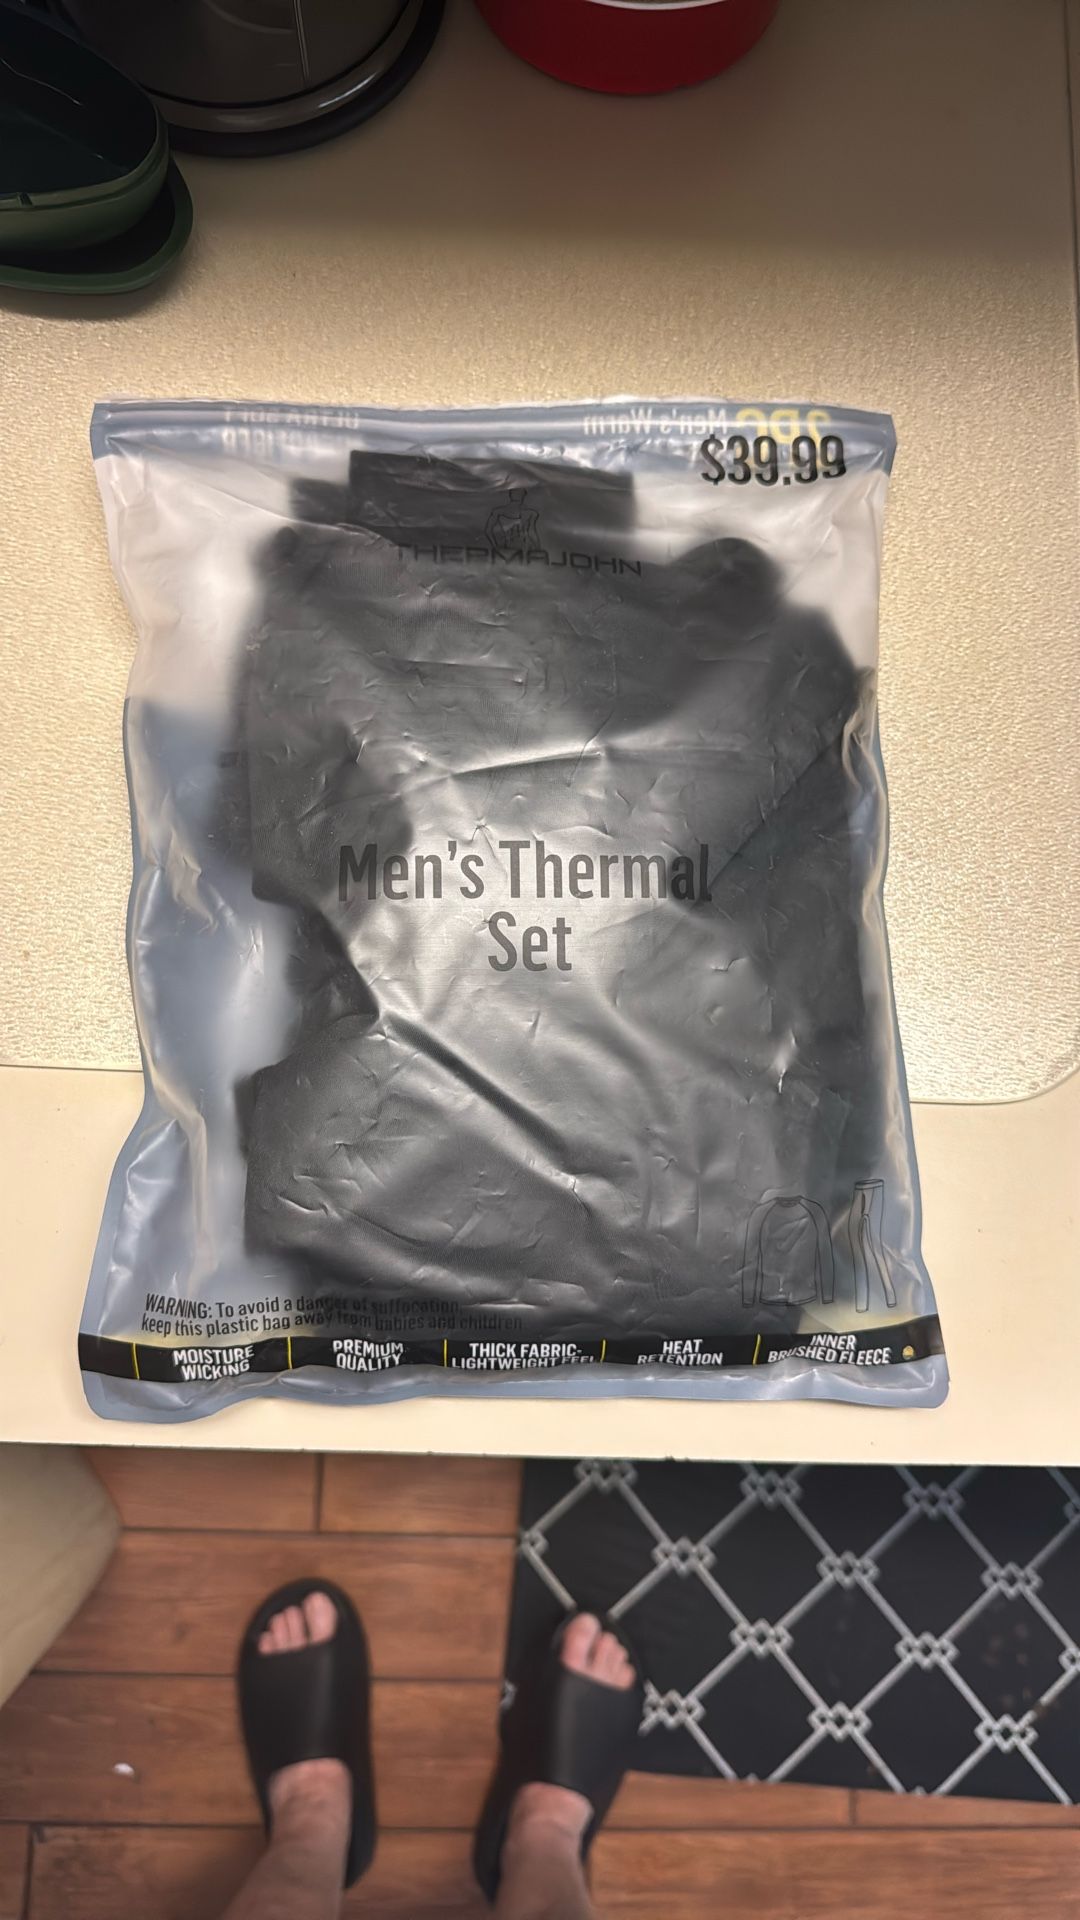 $39.99
THERMAJOHN
Men's Thermal
Set
WARNING: To avoid a danger of suffocation,
keep this plastic bag away from babies and children
MOISTURE
WICKING
PREMIUM
QUALITY
THICK FABRIC-
LIGHTWEIGHT FEEL
HEAT
RETENTION
INNER
BRUSHED FLEECE